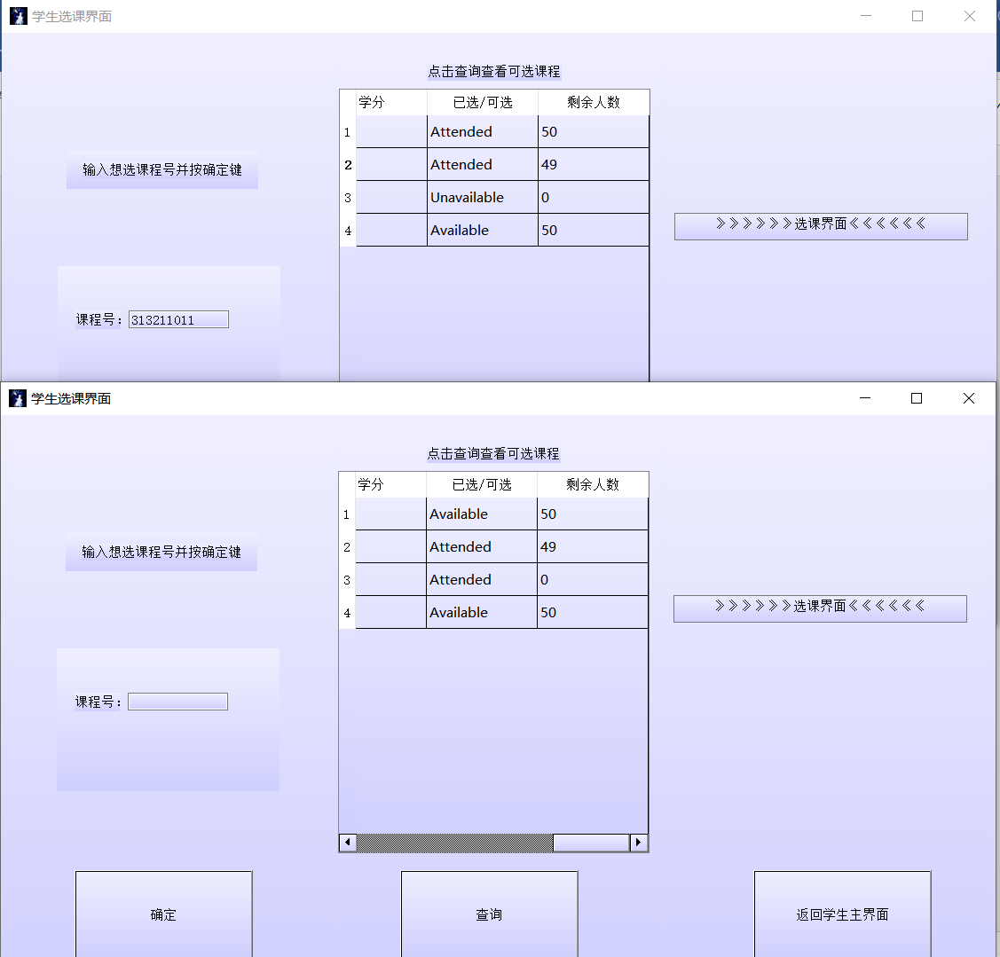 学生选课界面
点击查询查看可选课程
学分 已选/可选 剩余人数
1 Attended 50
2 Attended 49
3 Unavailable 0
4 Available 50
输入想选课程号并按确定键
》》》》》》选课界面《《《《《《
课程号： 313211011
学生选课界面
点击查询查看可选课程
学分 已选/可选 剩余人数
1 Available 50
2 Attended 49
3 Attended 0
4 Available 50
输入想选课程号并按确定键
》》》》》》选课界面《《《《《《
课程号：
确定 查询 返回学生主界面